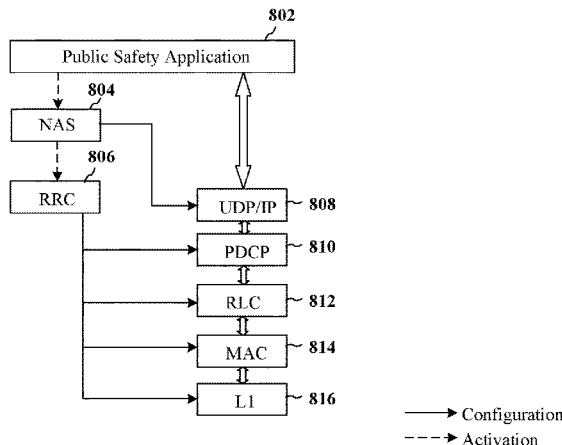 802
Public Safety Application
804
NAS
806
RRC
UDP/IP 808
PDCP 810
RLC 812
MAC 814
L1 816
Configuration
Activation